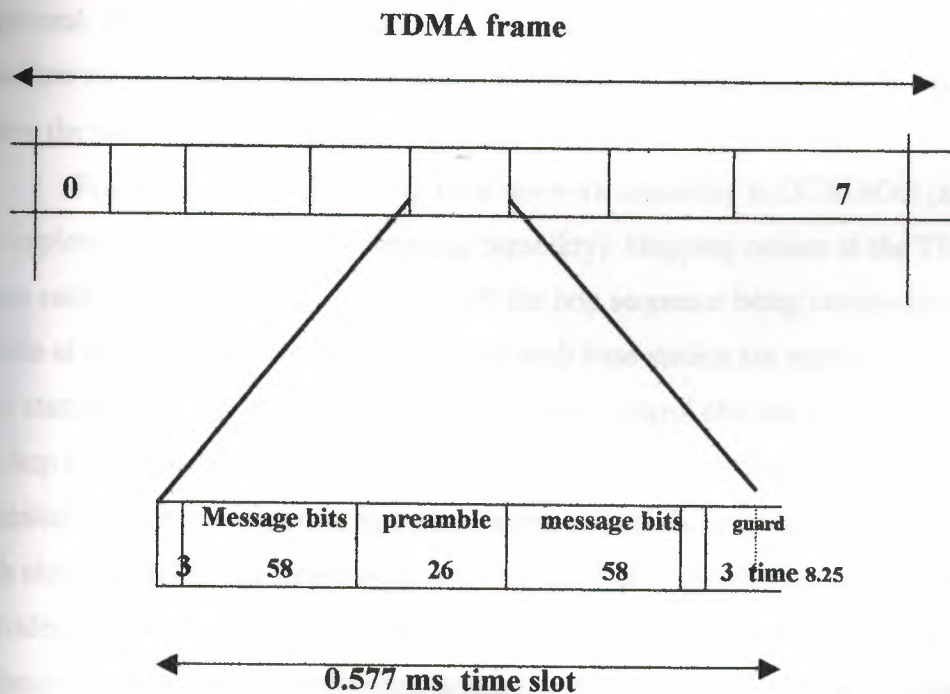 TDMA frame
0 7
Message bits preamble message bits guard
3 58 26 58 3 time 8.25
0.577 ms time slot